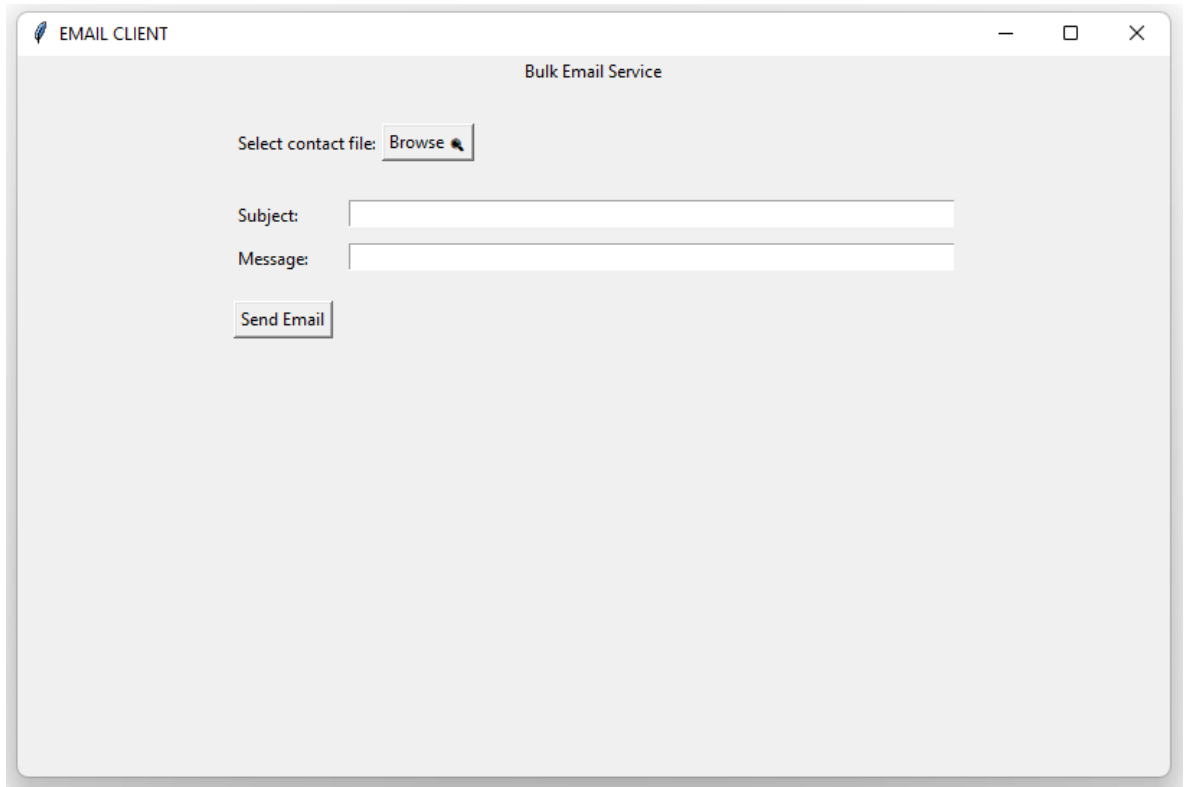 EMAIL CLIENT
Bulk Email Service
Select contact file: Browse
Subject:
Message:
Send Email